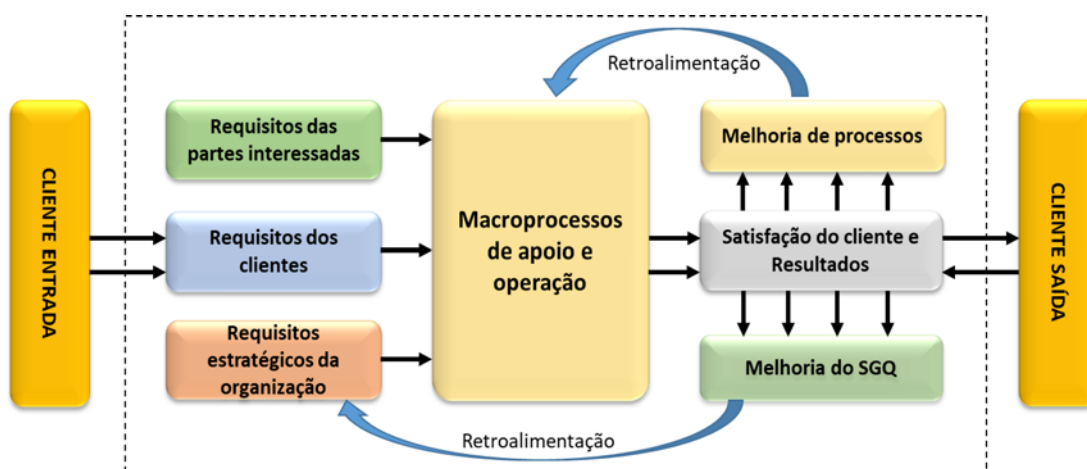 Retroalimentação
CLIENTE ENTRADA
Requisitos das
partes interessadas
Requisitos dos
clientes
Requisitos
estratégicos da
organização
Macroprocessos
de apoio e
operação
Melhoria de processos
Satisfação do cliente e
Resultados
Melhoria do SGQ
CLIENTE SAÍDA
Retroalimentação